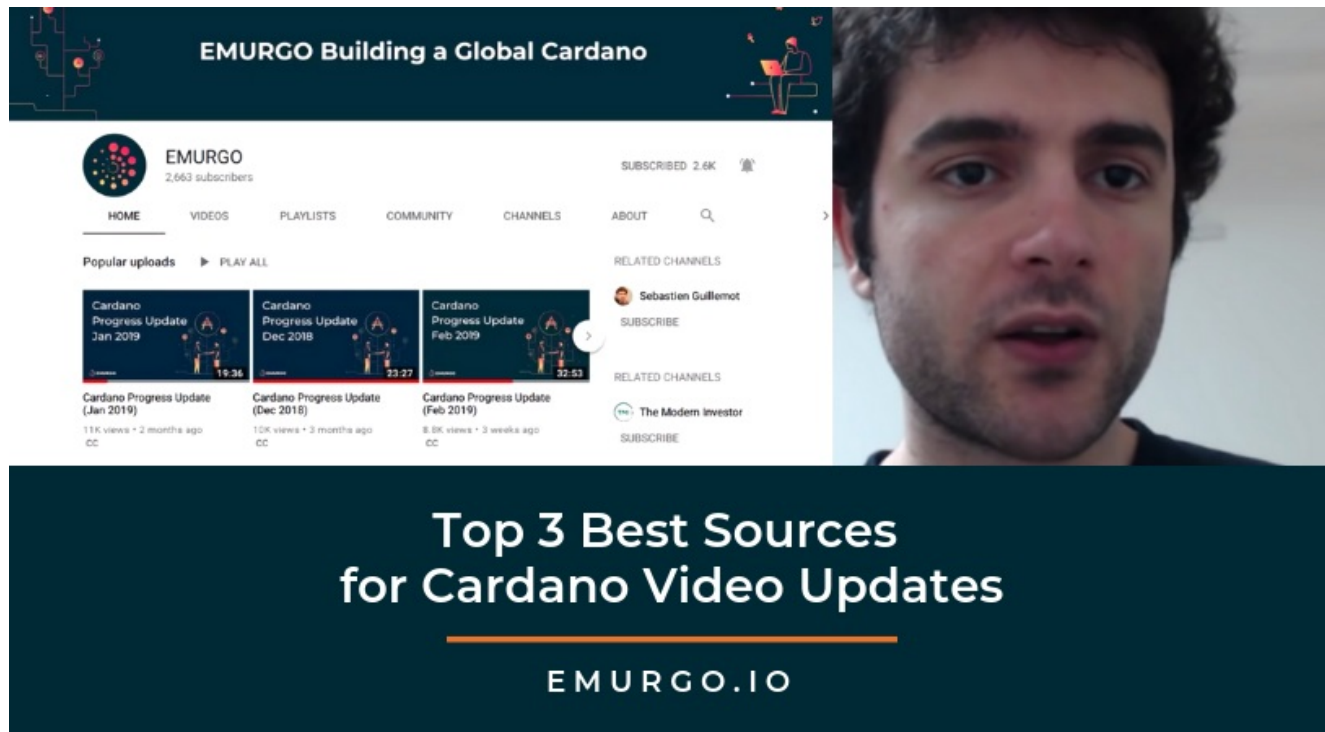 EMURGO Building a Global Cardano
EMURGO
2,663 subscribers
SUBSCRIBED 2.6K
HOME VIDEOS PLAYLISTS COMMUNITY CHANNELS ABOUT
Popular uploads PLAY ALL
RELATED CHANNELS
Cardano
Progress Update
Jan 2019
19:36
Cardano
Progress Update
Dec 2018
23:27
Cardano
Progress Update
Feb 2019
32:53
Sebastien Guillemot
SUBSCRIBE
RELATED CHANNELS
The Modern Investor
SUBSCRIBE
Cardano Progress Update
(Jan 2019)
11K views • 2 months ago
CC
Cardano Progress Update
(Dec 2018)
10K views • 3 months ago
CC
Cardano Progress Update
(Feb 2019)
8.8K views • 3 weeks ago
CC
Top 3 Best Sources
for Cardano Video Updates
EMURGO.IO